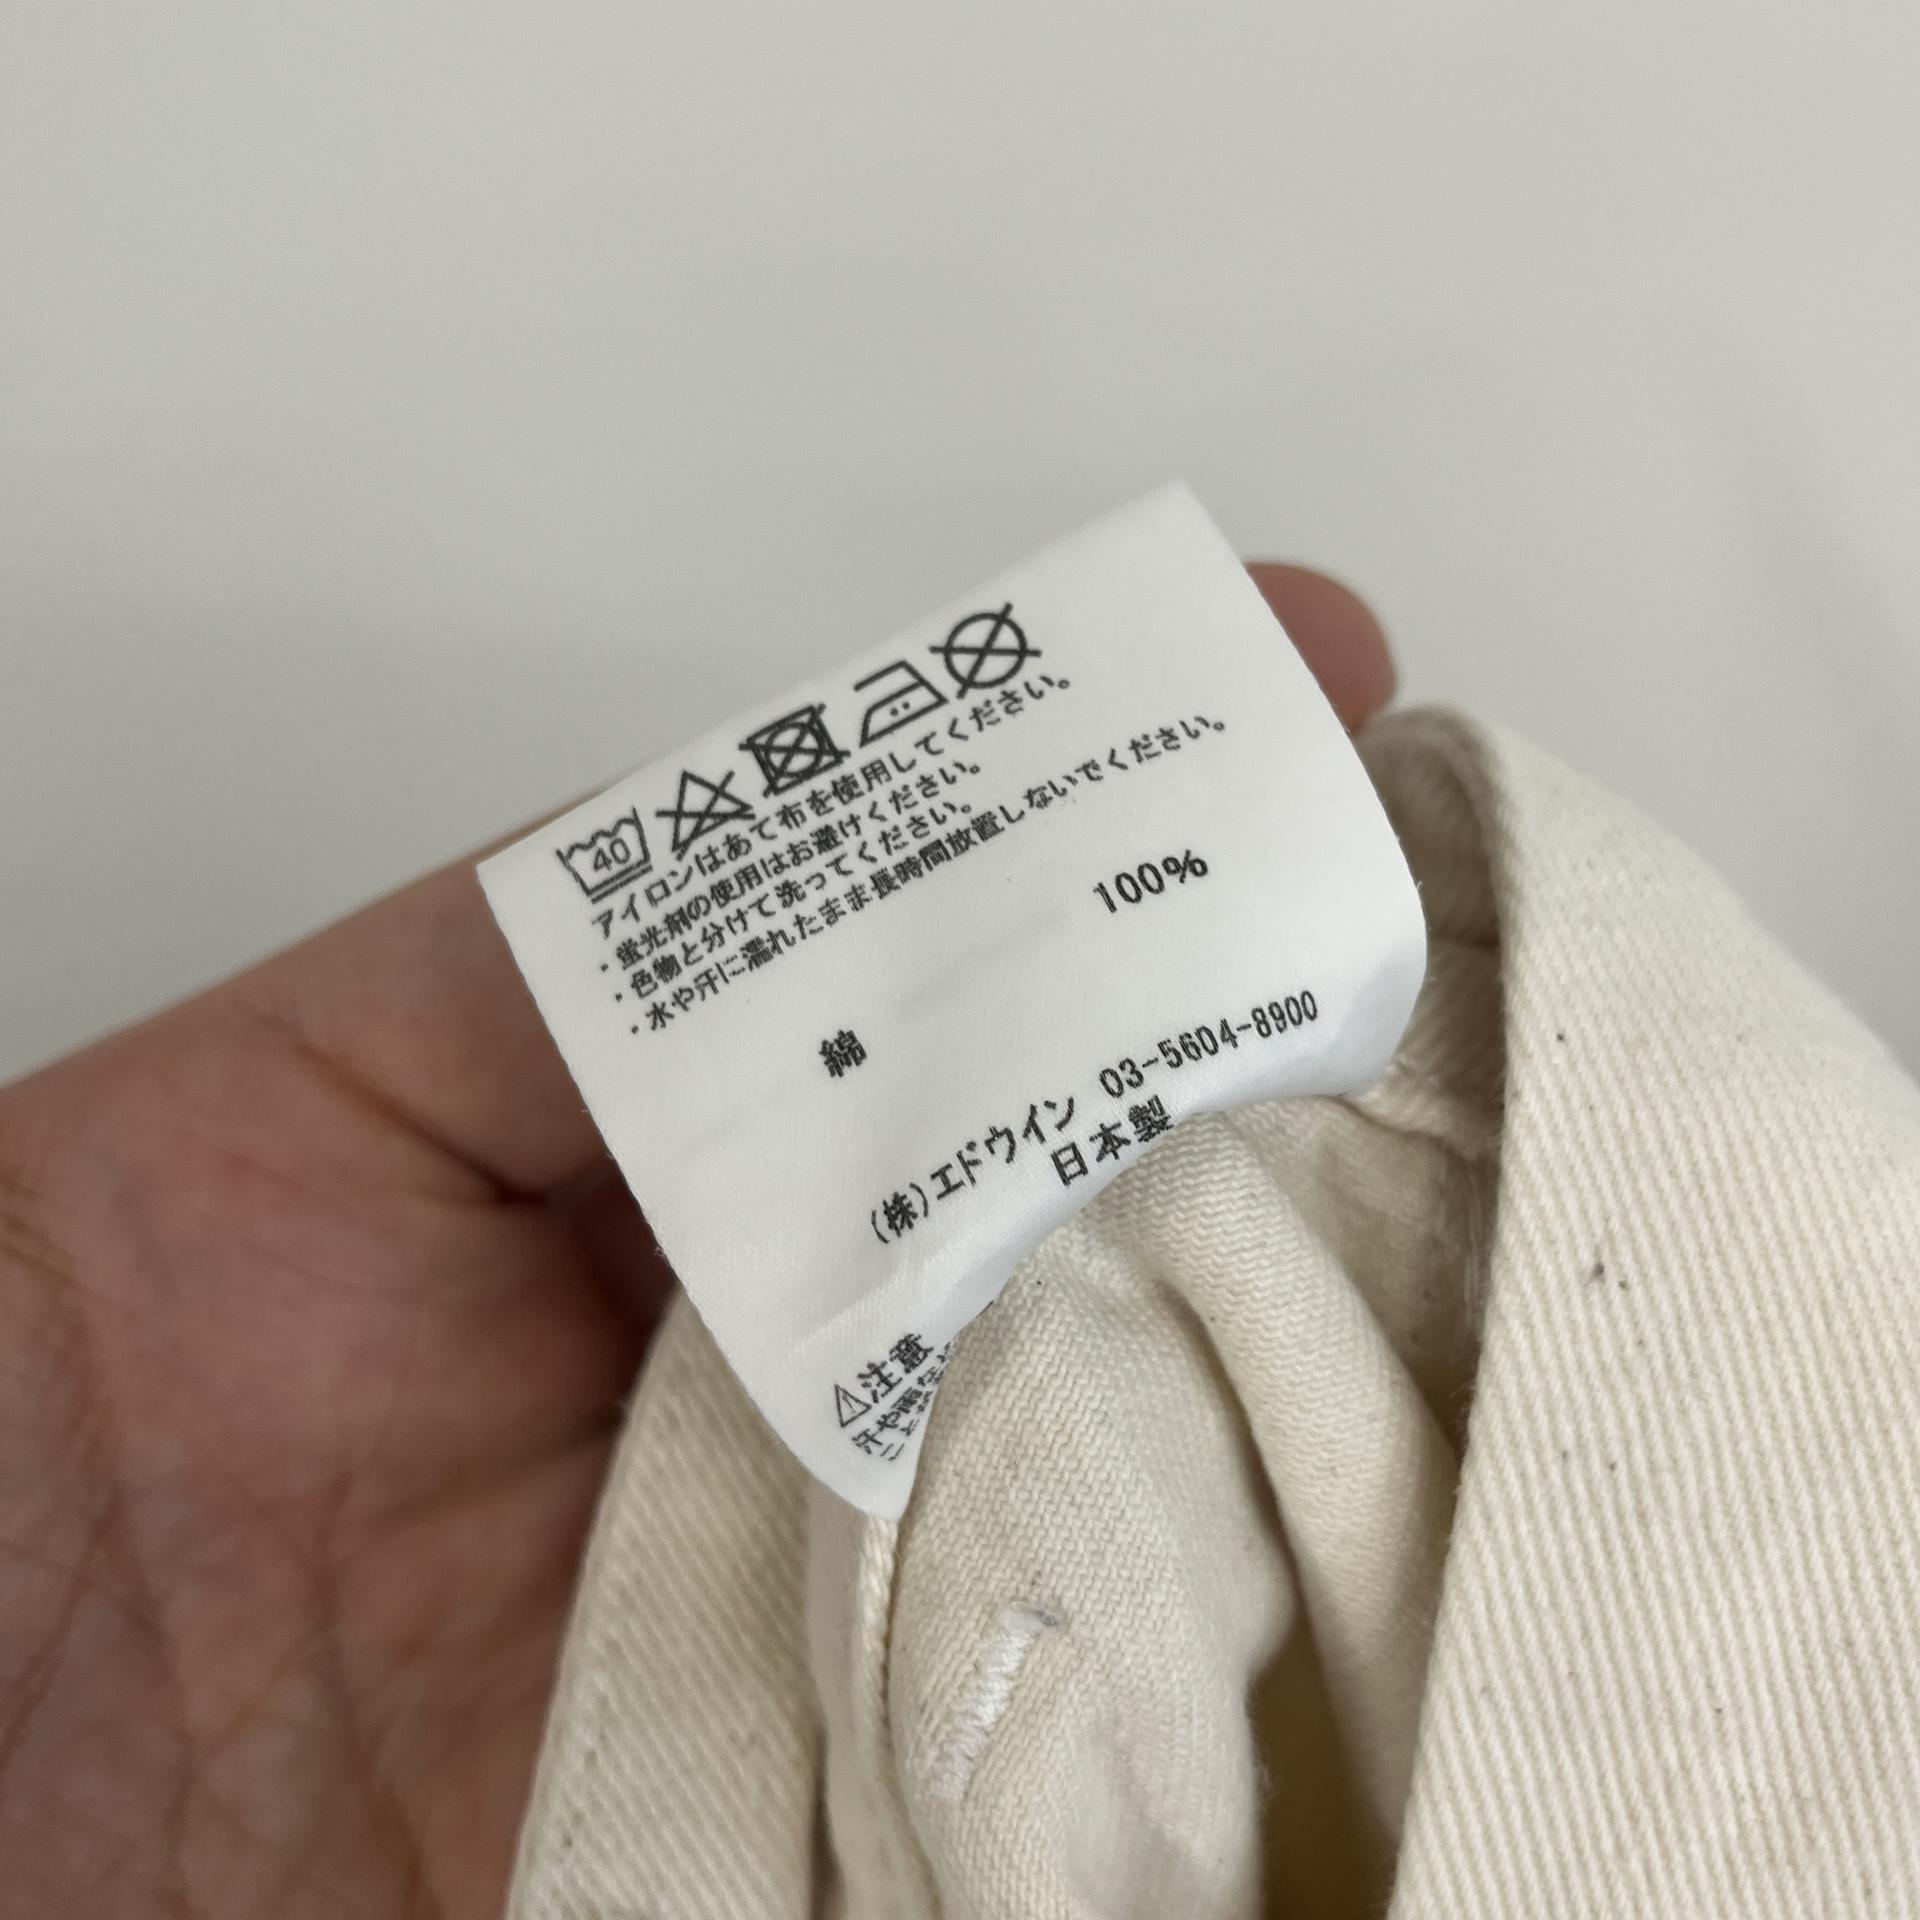 40
アイロンはあて布を使用してください。
・蛍光剤の使用はお避けください。
・色物と分けて洗ってください。
・水や汗に濡れたまま長時間放置しないでください。
綿 100%
(株)エドウイン 03-5604-8900
日本製
⚠注意
汗や